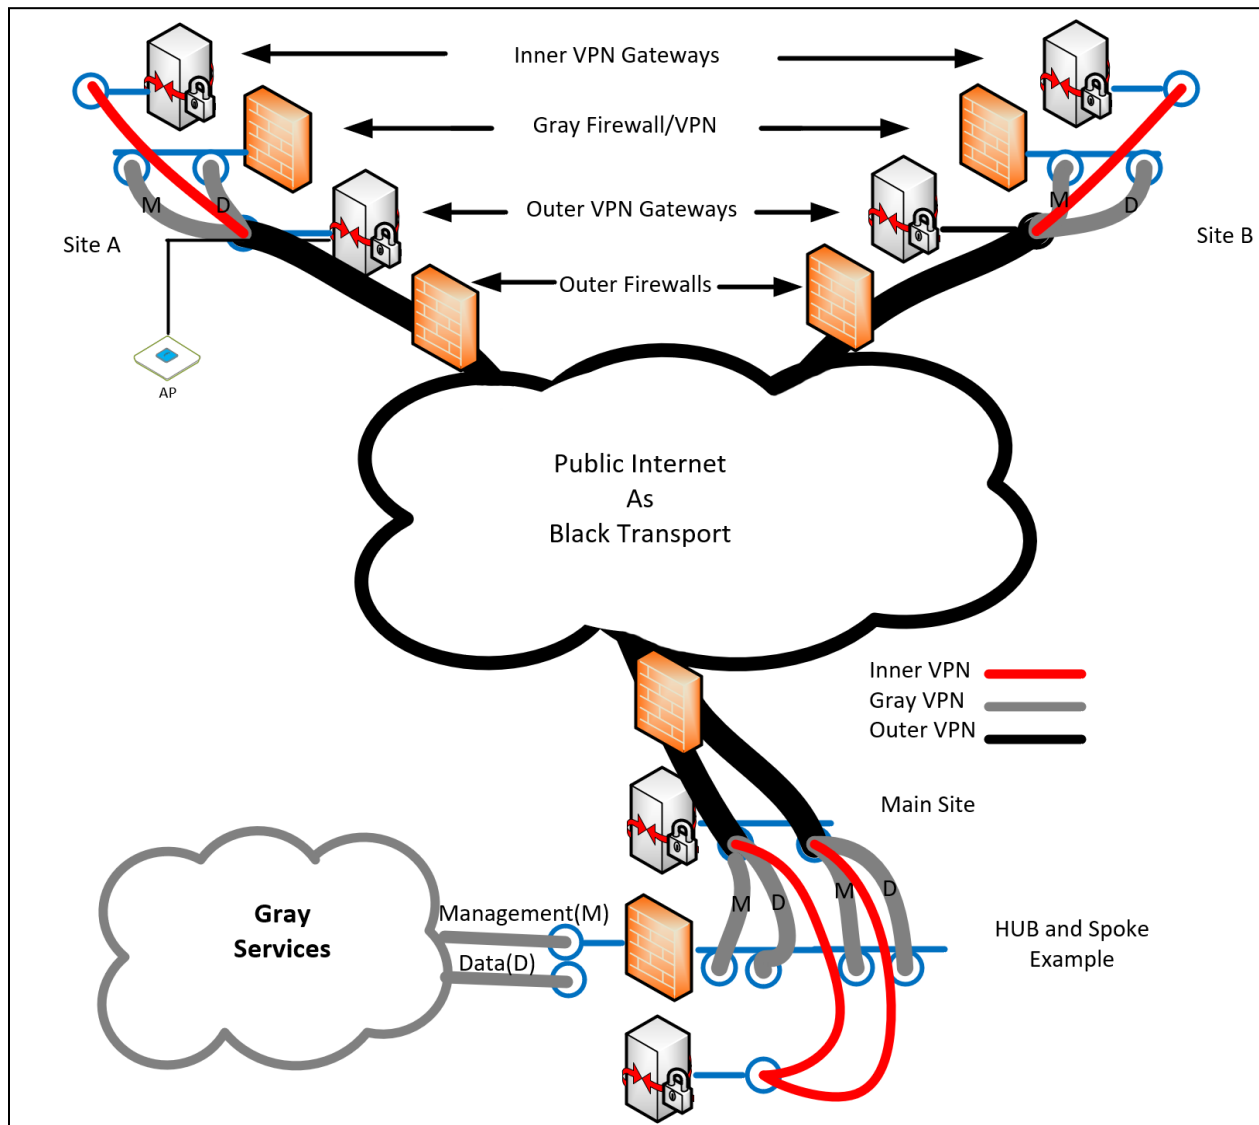 Inner VPN Gateways
Gray Firewall/VPN
Outer VPN Gateways
Outer Firewalls
M
D
Site A
AP
M
D
Site B
Public Internet
As
Black Transport
Inner VPN
Gray VPN
Outer VPN
Main Site
M
D
M
D
Gray
Services
Management(M)
Data(D)
HUB and Spoke
Example